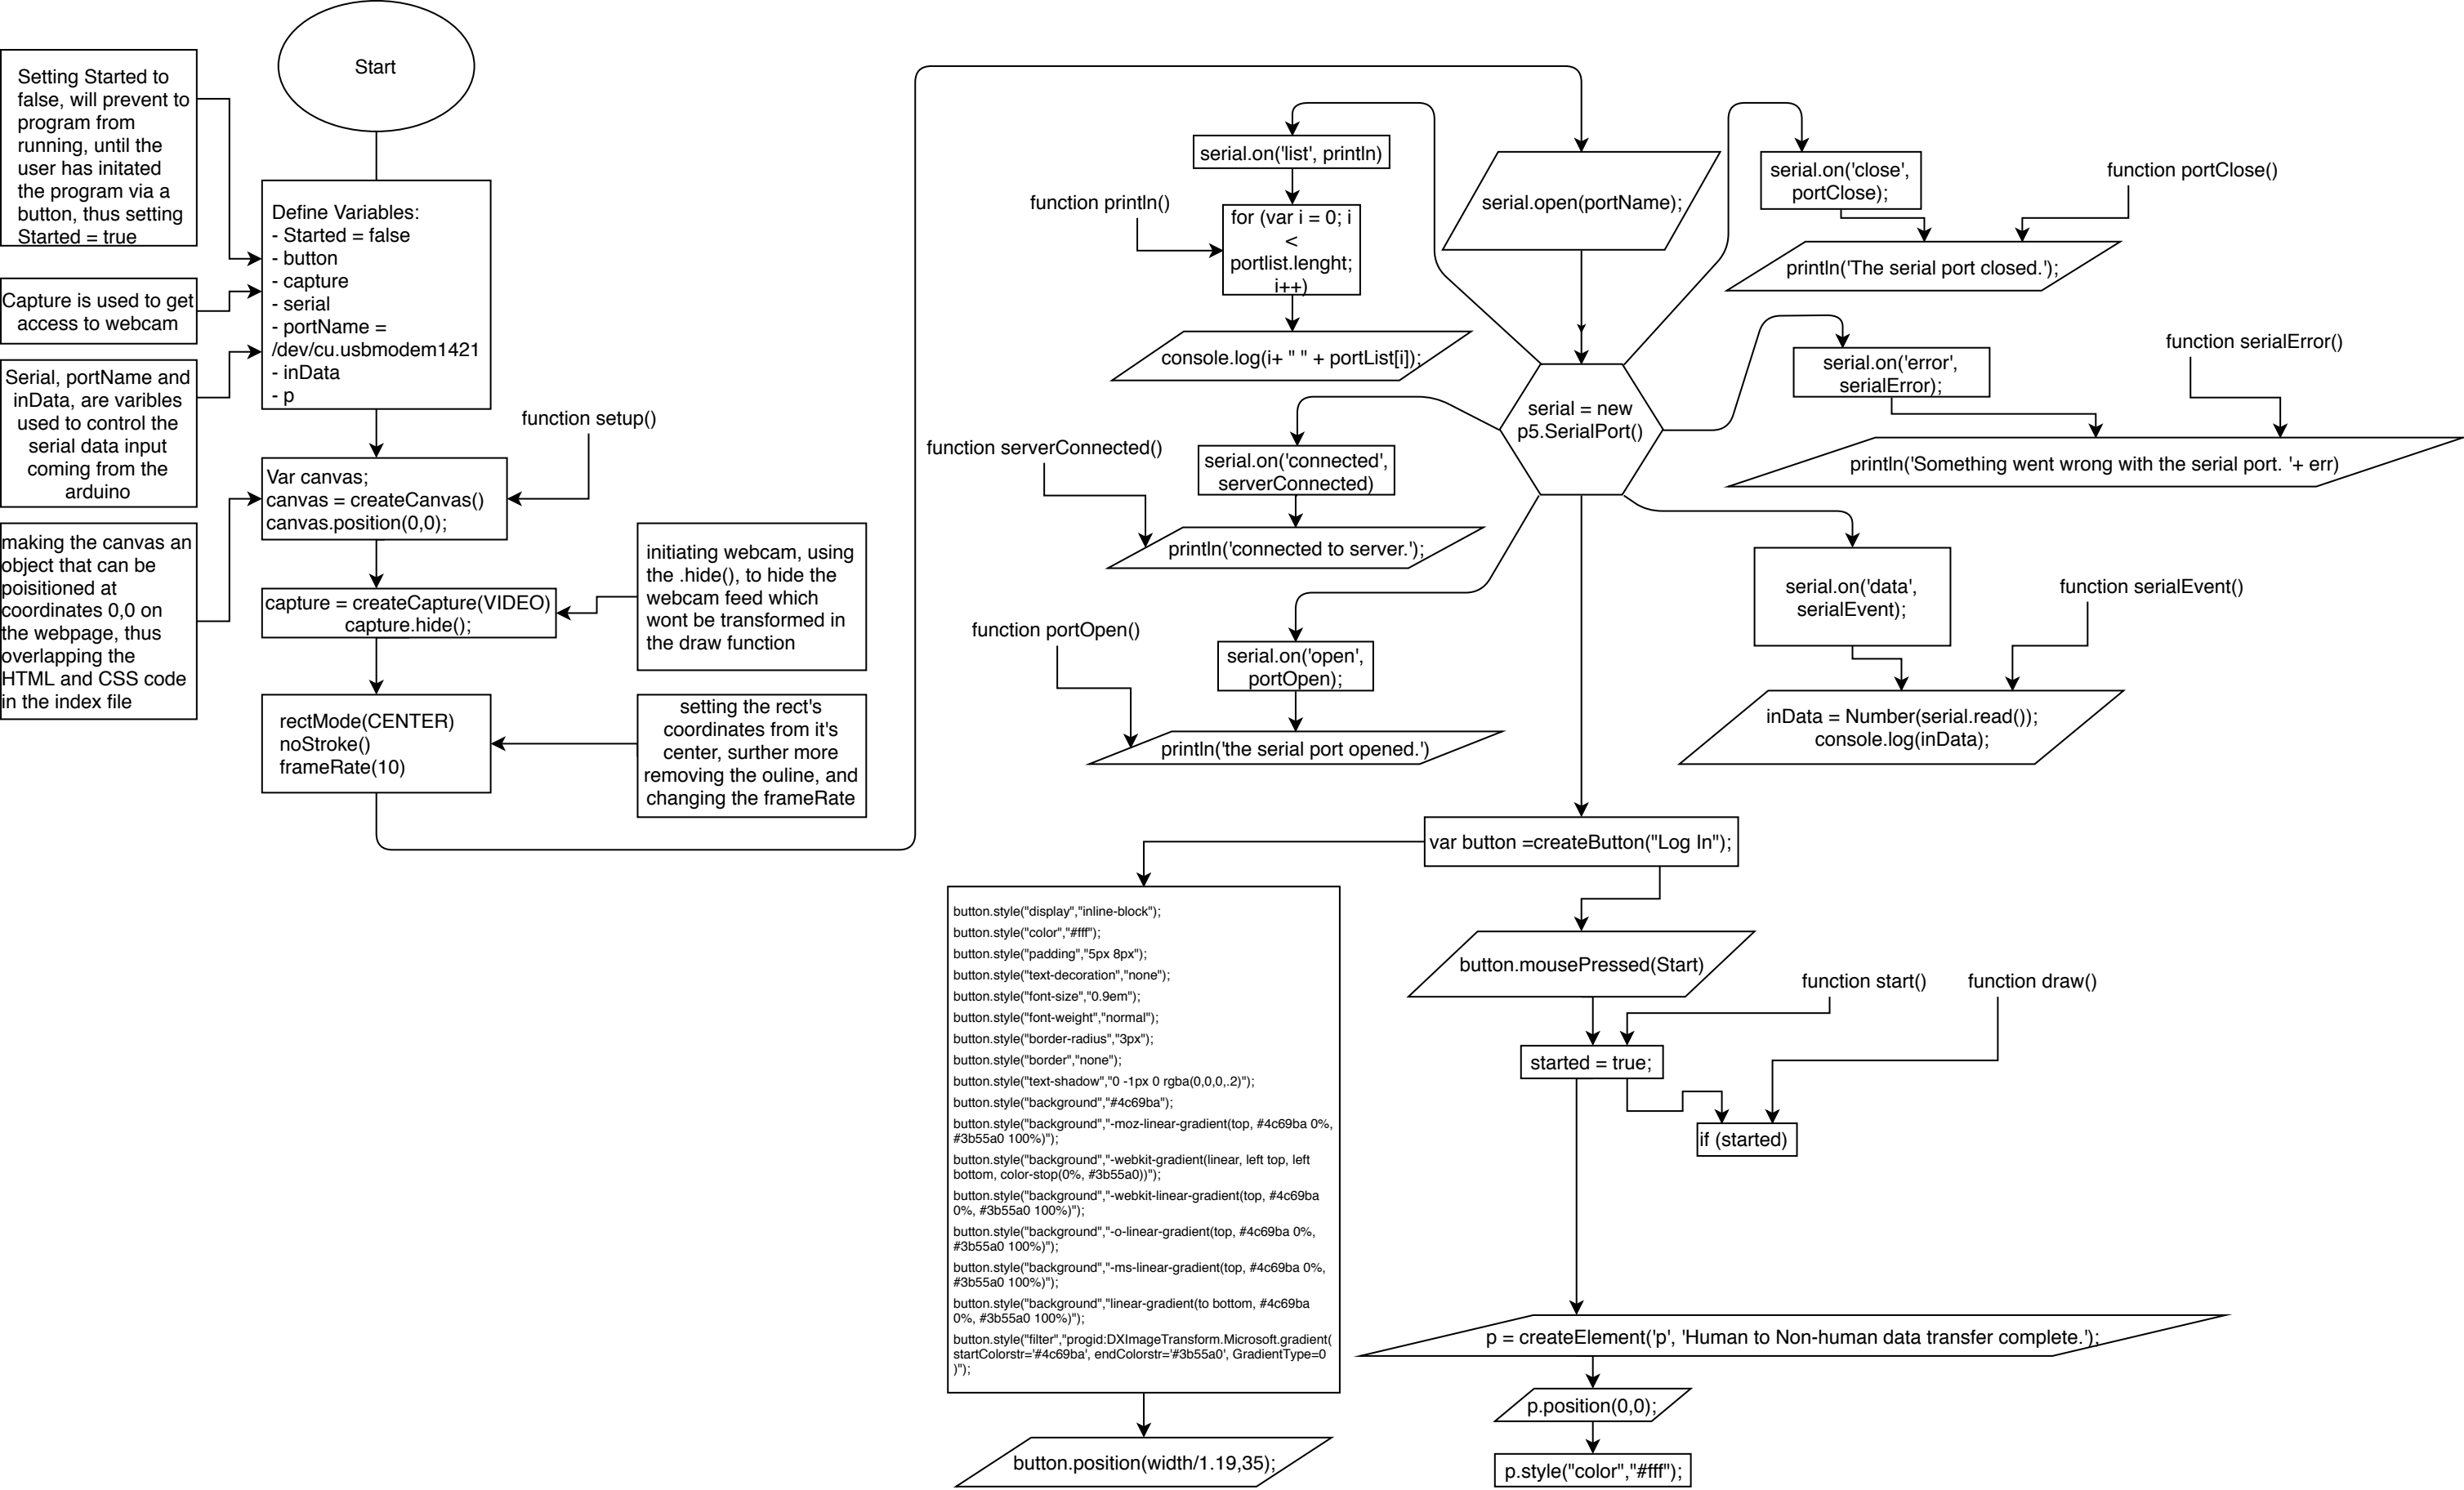 Start
Setting Started to
false, will prevent to
program from
running, until the
user has initated
the program via a
button, thus setting
Started = true
Capture is used to get
access to webcam
Serial, portName and
inData, are varibles
used to control the
serial data input
coming from the
arduino
making the canvas an
object that can be
poisitioned at
coordinates 0,0 on
the webpage, thus
overlapping the
HTML and CSS code
in the index file
Define Variables:
- Started = false
- button
- capture
- serial
- portName =
/dev/cu.usbmodem1421
- inData
- p
function setup()
Var canvas;
canvas = createCanvas()
canvas.position(0,0);
capture = createCapture(VIDEO)
capture.hide();
initiating webcam, using
the .hide(), to hide the
webcam feed which
wont be transformed in
the draw function
rectMode(CENTER)
noStroke()
frameRate(10)
setting the rect's
coordinates from it's
center, surther more
removing the ouline, and
changing the frameRate
serial.open(portName);
serial = new
p5.SerialPort()
serial.on('list', println)
function println()
for (var i = 0; i
<
portlist.lenght;
i++)
console.log(i+ " " + portList[i]);
function serverConnected()
serial.on('connected',
serverConnected)
println('connected to server.');
function portOpen()
serial.on('open',
portOpen);
println('the serial port opened.')
serial.on('close',
portClose);
function portClose()
println('The serial port closed.');
serial.on('error',
serialError);
function serialError()
println('Something went wrong with the serial port. '+ err)
serial.on('data',
serialEvent);
function serialEvent()
inData = Number(serial.read());
console.log(inData);
var button =createButton("Log In");
button.style("display","inline-block");
button.style("color","#fff");
button.style("padding","5px 8px");
button.style("text-decoration","none");
button.style("font-size","0.9em");
button.style("font-weight","normal");
button.style("border-radius","3px");
button.style("border","none");
button.style("text-shadow","0 -1px 0 rgba(0,0,0,.2)");
button.style("background","#4c69ba");
button.style("background","-moz-linear-gradient(top, #4c69ba 0%,
#3b55a0 100%)");
button.style("background","-webkit-gradient(linear, left top, left
bottom, color-stop(0%, #3b55a0))");
button.style("background","-webkit-linear-gradient(top, #4c69ba
0%, #3b55a0 100%)");
button.style("background","-o-linear-gradient(top, #4c69ba 0%,
#3b55a0 100%)");
button.style("background","-ms-linear-gradient(top, #4c69ba 0%,
#3b55a0 100%)");
button.style("background","linear-gradient(to bottom, #4c69ba
0%, #3b55a0 100%)");
button.style("filter","progid:DXImageTransform.Microsoft.gradient(
startColorstr='#4c69ba', endColorstr='#3b55a0', GradientType=0
)");
button.position(width/1.19,35);
button.mousePressed(Start)
function start()
function draw()
started = true;
if (started)
p = createElement('p', 'Human to Non-human data transfer complete.');
p.position(0,0);
p.style("color","#fff");